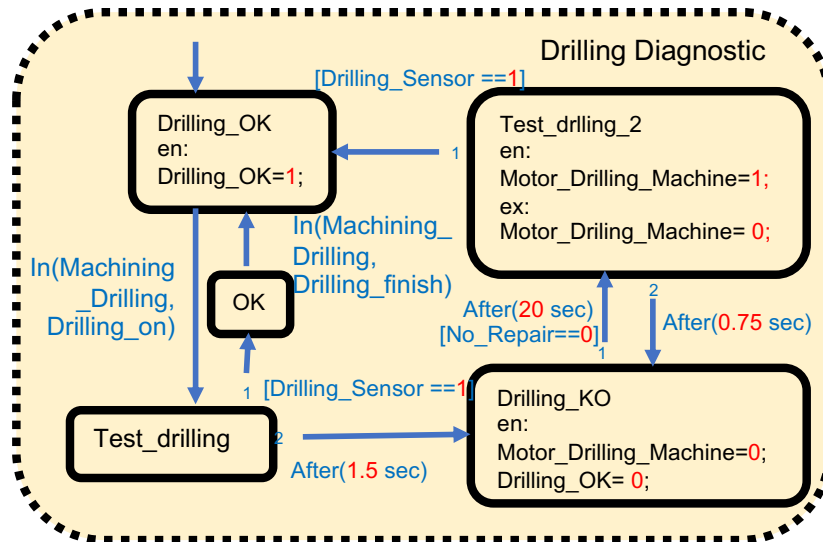 Drilling Diagnostic
[Drilling_Sensor ==1]
Drilling_OK
en:
Drilling_OK=1;
1
Test_drlling_2
en:
Motor_Drilling_Machine=1;
ex:
Motor_Driling_Machine= 0;
In(Machining
_Drilling,
Drilling_on)
In(Machining_
Drilling,
Drilling_finish)
OK
1
After(20 sec)
[No_Repair==0]
1
2
After(0.75 sec)
[Drilling_Sensor ==1]
Test_drilling
2
After(1.5 sec)
Drilling_KO
en:
Motor_Drilling_Machine=0;
Drilling_OK= 0;